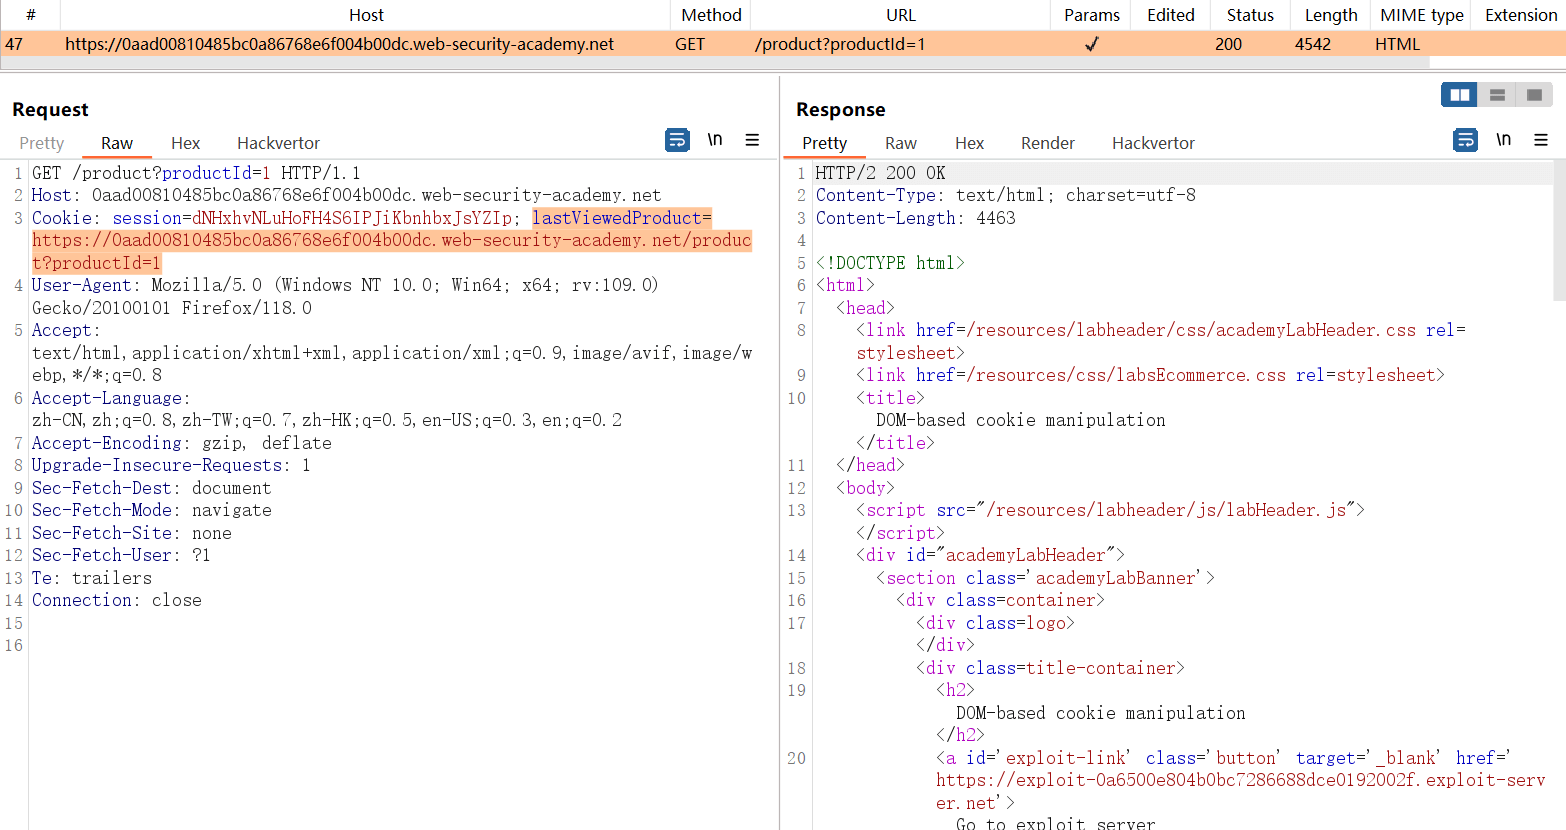 # Host Method URL Params Edited Status Length MIME type Extension
47 https://0aad00810485bc0a86768e6f004b00dc.web-security-academy.net GET /product?productId=1 ✓ 200 4542 HTML
Request
Pretty Raw Hex Hackvertor \n
1 GET /product?productId=1 HTTP/1.1
2 Host: 0aad00810485bc0a86768e6f004b00dc.web-security-academy.net
3 Cookie: session=dNHxhvNLuHoFH4S6IPJiKbnhbxJsYZIp; lastViewedProduct=
https://0aad00810485bc0a86768e6f004b00dc.web-security-academy.net/produc
t?productId=1
4 User-Agent: Mozilla/5.0 (Windows NT 10.0; Win64; x64; rv:109.0)
Gecko/20100101 Firefox/118.0
5 Accept:
text/html,application/xhtml+xml,application/xml;q=0.9,image/avif,image/w
ebp,*/*;q=0.8
6 Accept-Language:
zh-CN,zh;q=0.8,zh-TW;q=0.7,zh-HK;q=0.5,en-US;q=0.3,en;q=0.2
7 Accept-Encoding: gzip, deflate
8 Upgrade-Insecure-Requests: 1
9 Sec-Fetch-Dest: document
10 Sec-Fetch-Mode: navigate
11 Sec-Fetch-Site: none
12 Sec-Fetch-User: ?1
13 Te: trailers
14 Connection: close
15
16
Response
Pretty Raw Hex Render Hackvertor \n
1 HTTP/2 200 OK
2 Content-Type: text/html; charset=utf-8
3 Content-Length: 4463
4
5 <!DOCTYPE html>
6 <html>
7 <head>
8 <link href=/resources/labheader/css/academyLabHeader.css rel=
stylesheet>
9 <link href=/resources/css/labsEcommerce.css rel=stylesheet>
10 <title>
DOM-based cookie manipulation
</title>
11 </head>
12 <body>
13 <script src="/resources/labheader/js/labHeader.js">
</script>
14 <div id="academyLabHeader">
15 <section class='academyLabBanner'>
16 <div class=container>
17 <div class=logo>
</div>
18 <div class=title-container>
19 <h2>
DOM-based cookie manipulation
</h2>
20 <a id='exploit-link' class='button' target='_blank' href='
https://exploit-0a6500e804b0bc7286688dce0192002f.exploit-serv
er.net'>
Go to exploit server